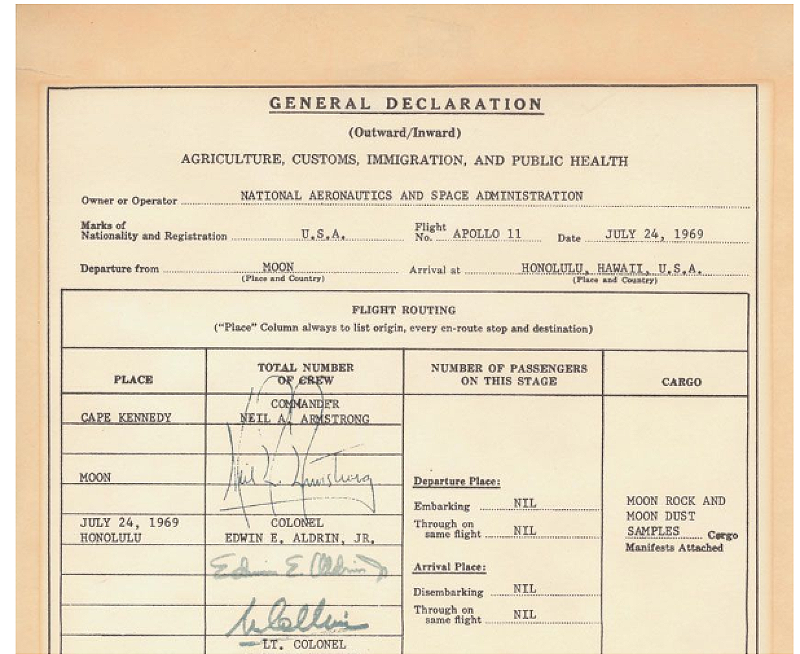 GENERAL DECLARATION
(Outward/Inward)
AGRICULTURE, CUSTOMS, IMMIGRATION, AND PUBLIC HEALTH
Owner or Operator NATIONAL AERONAUTICS AND SPACE ADMINISTRATION
Marks of
Nationality and Registration U.S.A. Flight No. APOLLO 11 Date JULY 24, 1969
Departure from MOON Arrival at HONOLULU, HAWAII, U.S.A.
(Place and Country) (Place and Country)
FLIGHT ROUTING
("Place" Column always to list origin, every en-route stop and destination)
PLACE
TOTAL NUMBER
OF CREW
NUMBER OF PASSENGERS
ON THIS STAGE
CARGO
CAPE KENNEDY
COMMANDER
NEIL A. ARMSTRONG
Neil A. Armstrong
MOON
JULY 24, 1969
HONOLULU
COLONEL
EDWIN E. ALDRIN, JR.
Edwin E. Aldrin Jr
M Collins
LT. COLONEL
Departure Place:
Embarking NIL
Through on
same flight NIL
Arrival Place:
Disembarking NIL
Through on
same flight NIL
MOON ROCK AND
MOON DUST
SAMPLES Cargo
Manifests Attached